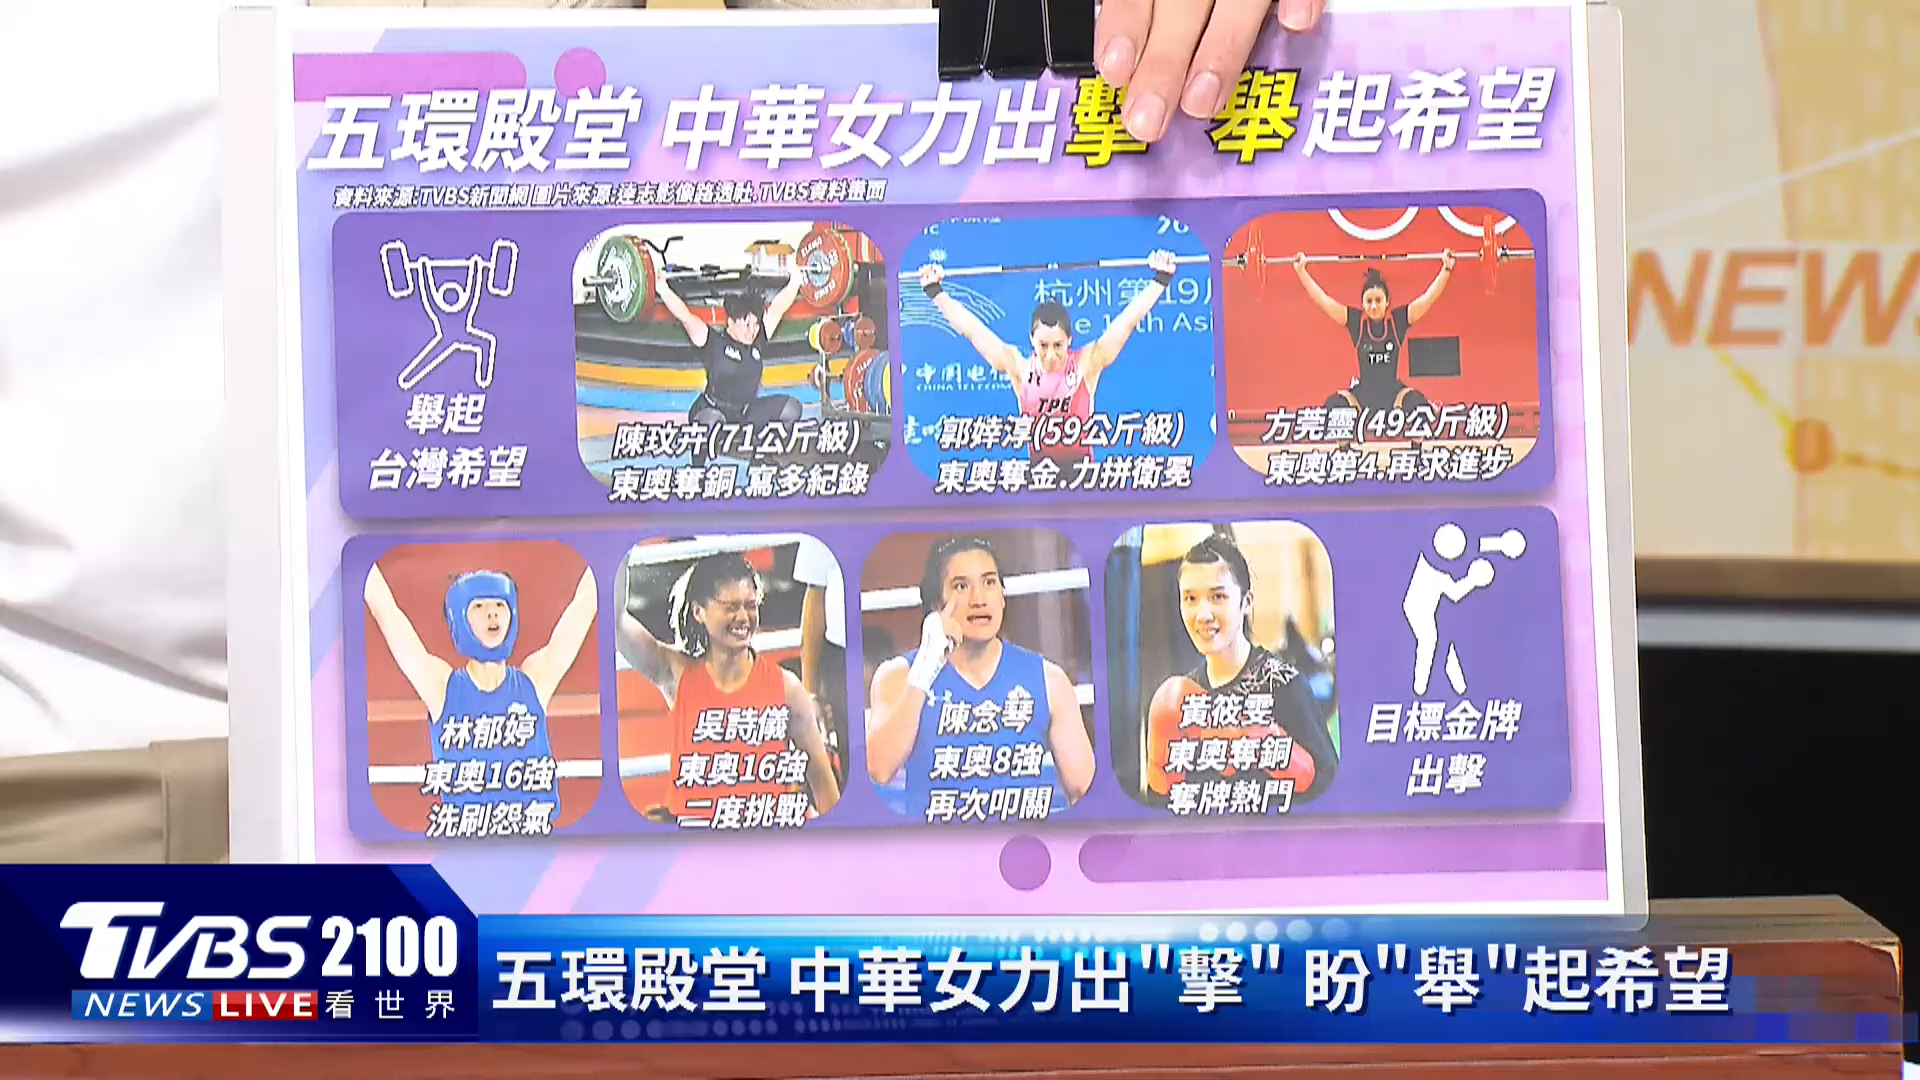 五環殿堂 中華女力出擊 舉起希望
資料來源:TVBS新聞網 圖片來源:達志影像路透社.TVBS資料畫面
舉起
台灣希望
杭州第19
e 19th Asi
中国电信
CHINA TELECOM
TPE
陳玟卉(71公斤級)
東奧奪銅.寫多紀錄
郭婞淳(59公斤級)
東奧奪金.力拼衛冕
TPE
方莞靈(49公斤級)
東奧第4.再求進步
林郁婷
東奧16強
洗刷怨氣
吳詩儀
東奧16強
二度挑戰
陳念琴
東奧8強
再次叩關
黃筱雯
東奧奪銅
奪牌熱門
目標金牌
出擊
NEWS
TVBS 2100
NEWS LIVE 看世界
五環殿堂 中華女力出"擊" 盼"舉"起希望